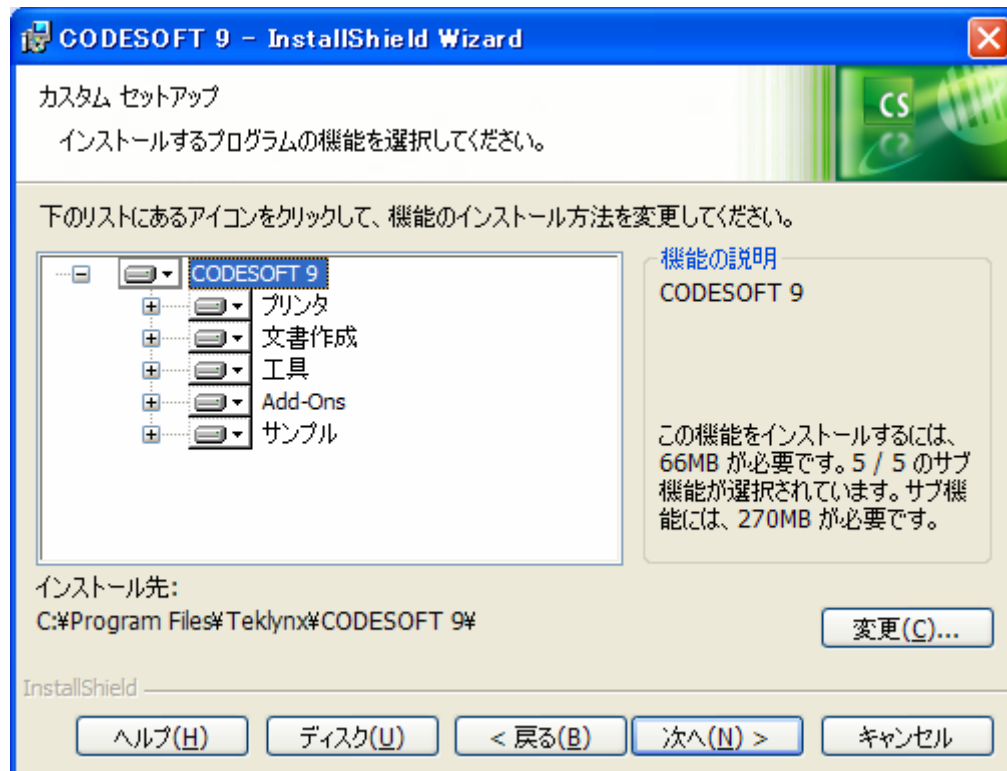 CODESOFT 9 - InstallShield Wizard
カスタム セットアップ
インストールするプログラムの機能を選択してください。
CS
下のリストにあるアイコンをクリックして、機能のインストール方法を変更してください。
CODESOFT 9
プリンタ
文書作成
工具
Add-Ons
サンプル
機能の説明
CODESOFT 9
この機能をインストールするには、
66MB が必要です。5 / 5 のサブ
機能が選択されています。サブ機
能には、270MB が必要です。
インストール先:
C:¥Program Files¥Teklynx¥CODESOFT 9¥
変更(C)...
InstallShield
ヘルプ(H)
ディスク(U)
< 戻る(B)
次へ(N) >
キャンセル